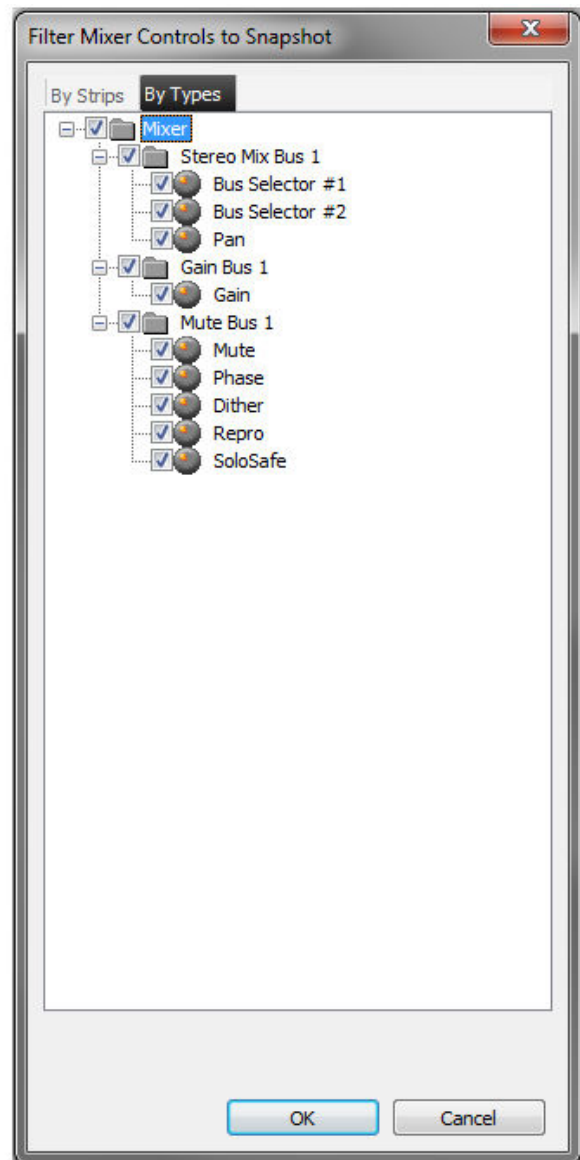 Filter Mixer Controls to Snapshot
By Strips By Types
Mixer
Stereo Mix Bus 1
Bus Selector #1
Bus Selector #2
Pan
Gain Bus 1
Gain
Mute Bus 1
Mute
Phase
Dither
Repro
SoloSafe
OK Cancel